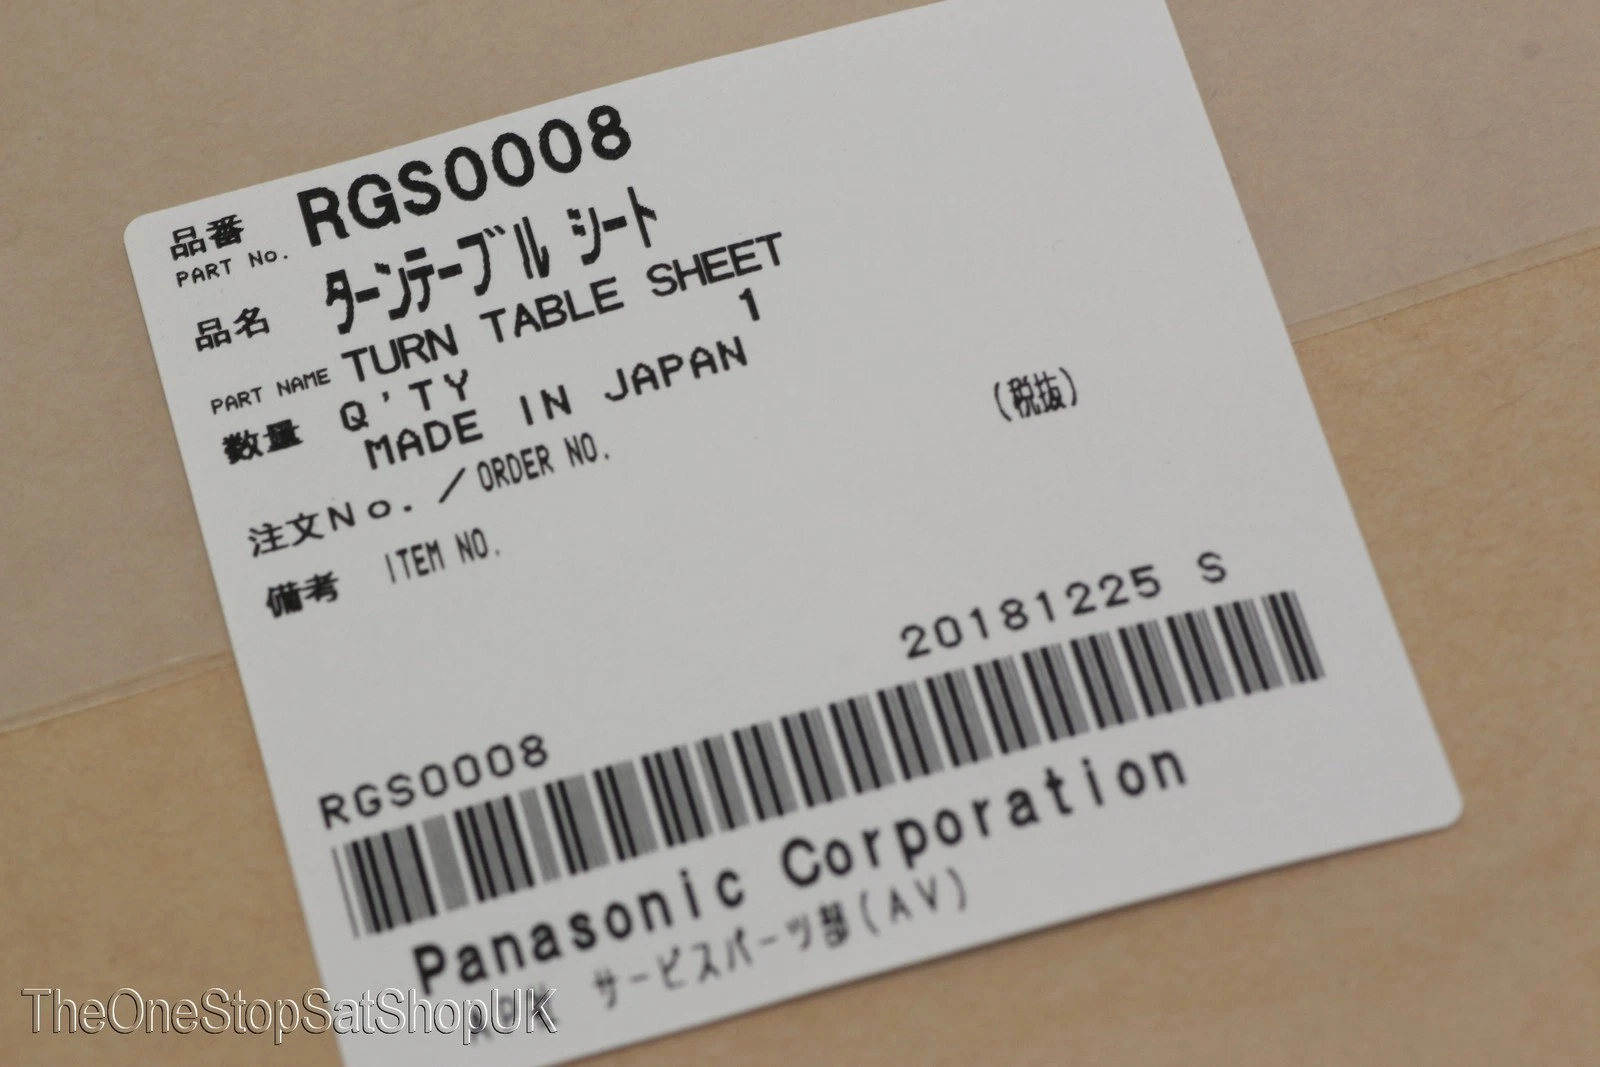 品番 RGS0008
PART No.
品名 ターンテーブル シート
PART NAME TURN TABLE SHEET
数量 Q'TY 1
MADE IN JAPAN
(税抜)
注文No. /ORDER NO.
備考 ITEM NO.
20181225 S
RGS0008
Panasonic Corporation
サービスパーツ部(AV)
TheOneStopSatShopUK